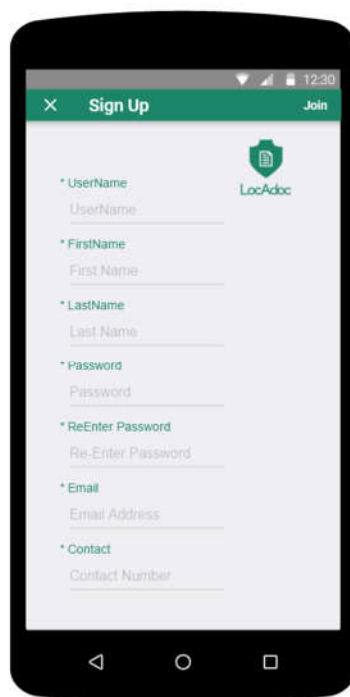 12:30
Sign Up Join
LocAdoc
* UserName
UserName
* FirstName
First Name
* LastName
Last Name
* Password
Password
* ReEnter Password
Re-Enter Password
* Email
Email Address
* Contact
Contact Number